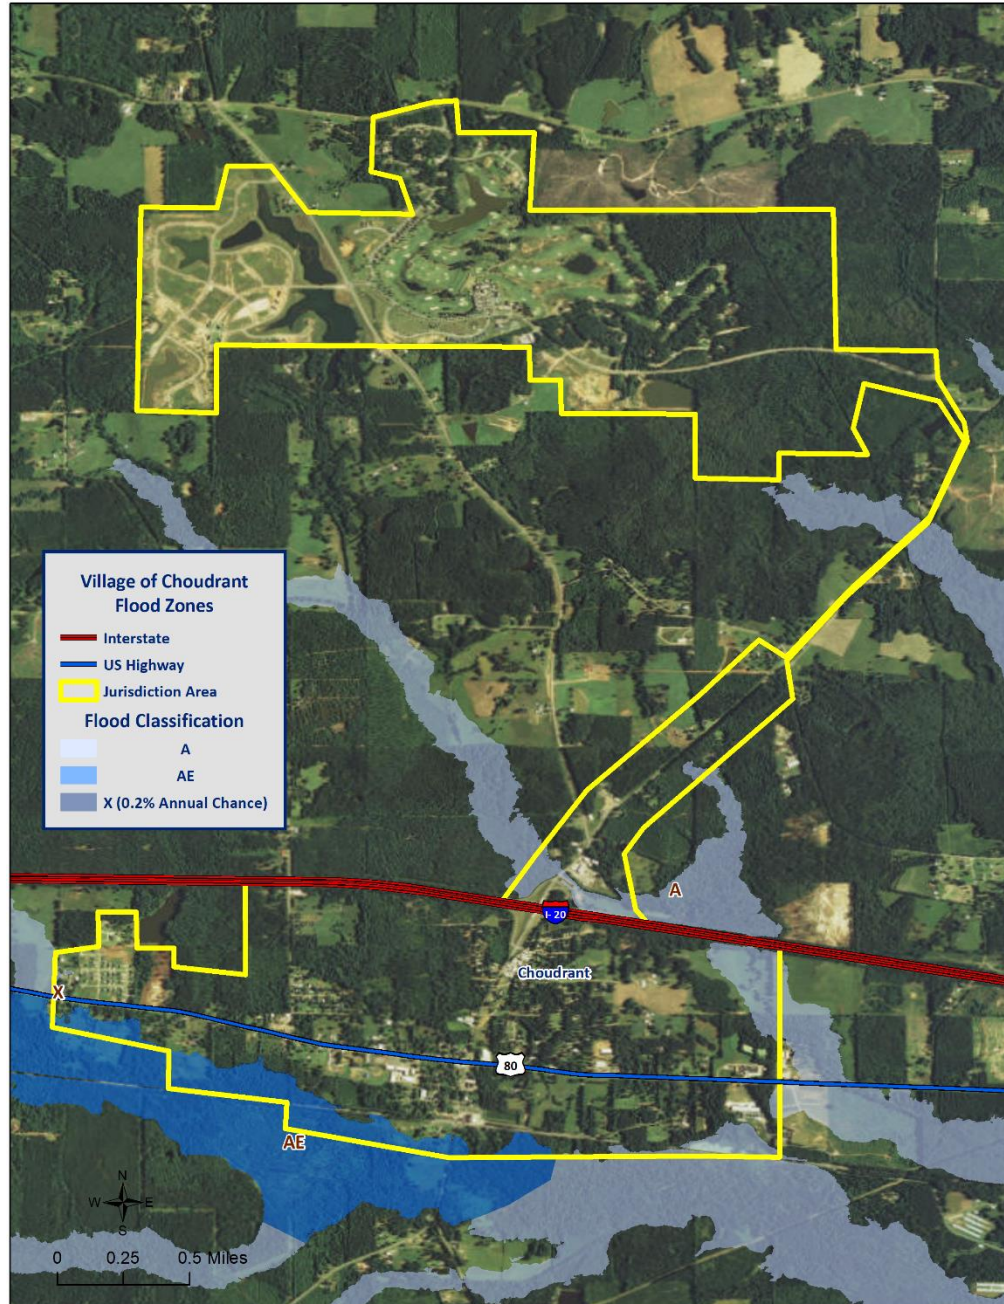 Village of Choudrant
Flood Zones
Interstate
US Highway
Jurisdiction Area
Flood Classification
A
AE
X (0.2% Annual Chance)
A
I-20
Choudrant
X
80
AE
N
W E
S
0 0.25 0.5 Miles